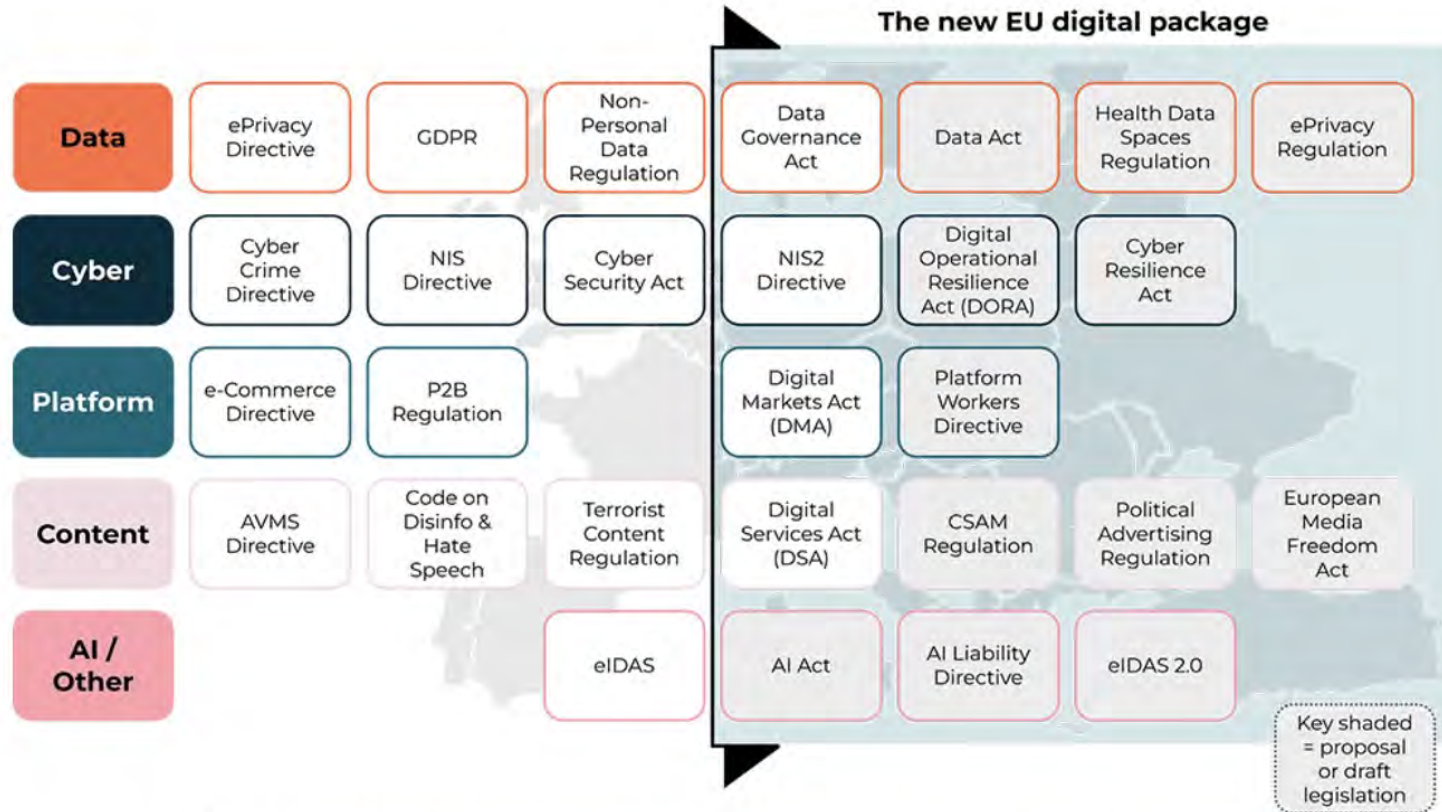 The new EU digital package
Data
ePrivacy
Directive
GDPR
Non-
Personal
Data
Regulation
Data
Governance
Act
Data Act
Health Data
Spaces
Regulation
ePrivacy
Regulation
Cyber
Cyber
Crime
Directive
NIS
Directive
Cyber
Security Act
NIS2
Directive
Digital
Operational
Resilience
Act (DORA)
Cyber
Resilience
Act
Platform
e-Commerce
Directive
P2B
Regulation
Digital
Markets Act
(DMA)
Platform
Workers
Directive
Content
AVMS
Directive
Code on
Disinfo &
Hate
Speech
Terrorist
Content
Regulation
Digital
Services Act
(DSA)
CSAM
Regulation
Political
Advertising
Regulation
European
Media
Freedom
Act
AI /
Other
eIDAS
AI Act
AI Liability
Directive
eIDAS 2.0
Key shaded
= proposal
or draft
legislation